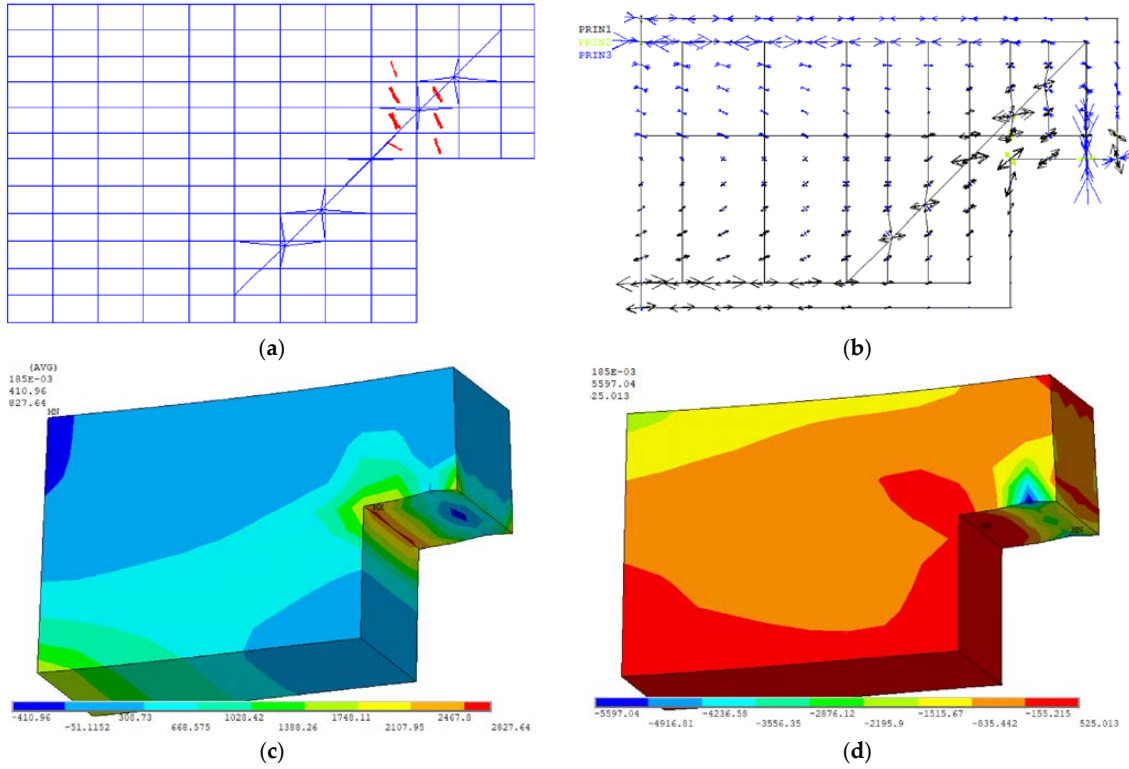 PRIN1
PRIN2
PRIN3
(a)
(b)
(AVG)
185E-03
410.96
827.64
MN
MX
-410.96 300.73 1028.42 1748.11 2467.8
-51.1152 668.575 1388.26 2107.95 2827.64
(c)
185E-03
5597.04
25.013
MX
MN
-5597.04 -4236.58 -2876.12 -1515.67 -155.215
-4916.81 -3556.35 -2195.9 -835.442 525.013
(d)